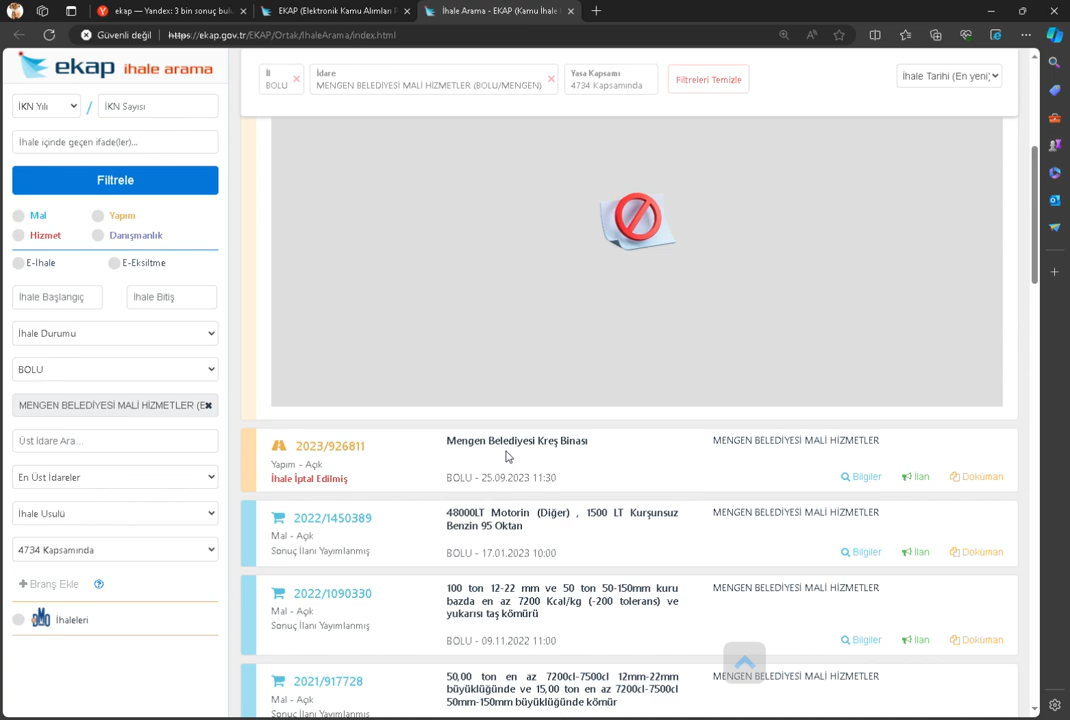 ekap — Yandex: 3 bin sonuç bulu
EKAP (Elektronik Kamu Alımları P
İhale Arama - EKAP (Kamu İhale
Güvenli değil
https://ekap.gov.tr/EKAP/Ortak/IhaleArama/index.html
ekap ihale arama
İKN Yılı
/
İKN Sayısı
İhale içinde geçen ifade(ler)...
Filtrele
Mal
Yapım
Hizmet
Danışmanlık
E-İhale
E-Eksiltme
İhale Başlangıç
İhale Bitiş
İhale Durumu
BOLU
MENGEN BELEDİYESİ MALİ HİZMETLER (E
Üst İdare Ara...
En Üst İdareler
İhale Usulü
4734 Kapsamında
Branş Ekle
İhaleleri
İl
BOLU
İdare
MENGEN BELEDİYESİ MALİ HİZMETLER (BOLU/MENGEN)
Yasa Kapsamı
4734 Kapsamında
Filtreleri Temizle
İhale Tarihi (En yeni)
2023/926811
Yapım - Açık
İhale İptal Edilmiş
Mengen Belediyesi Kreş Binası
BOLU - 25.09.2023 11:30
MENGEN BELEDİYESİ MALİ HİZMETLER
Bilgiler
İlan
Doküman
2022/1450389
Mal - Açık
Sonuç İlanı Yayımlanmış
48000LT Motorin (Diğer) , 1500 LT Kurşunsuz
Benzin 95 Oktan
BOLU - 17.01.2023 10:00
MENGEN BELEDİYESİ MALİ HİZMETLER
Bilgiler
İlan
Doküman
2022/1090330
Mal - Açık
Sonuç İlanı Yayımlanmış
100 ton 12-22 mm ve 50 ton 50-150mm kuru
bazda en az 7200 Kcal/kg (-200 tolerans) ve
yukarısı taş kömürü
BOLU - 09.11.2022 11:00
MENGEN BELEDİYESİ MALİ HİZMETLER
Bilgiler
İlan
Doküman
2021/917728
Mal - Açık
Sonuç İlanı Yayımlanmış
50,00 ton en az 7200cl-7500cl 12mm-22mm
büyüklüğünde ve 15,00 ton en az 7200cl-7500cl
50mm-150mm büyüklüğünde kömür
MENGEN BELEDİYESİ MALİ HİZMETLER